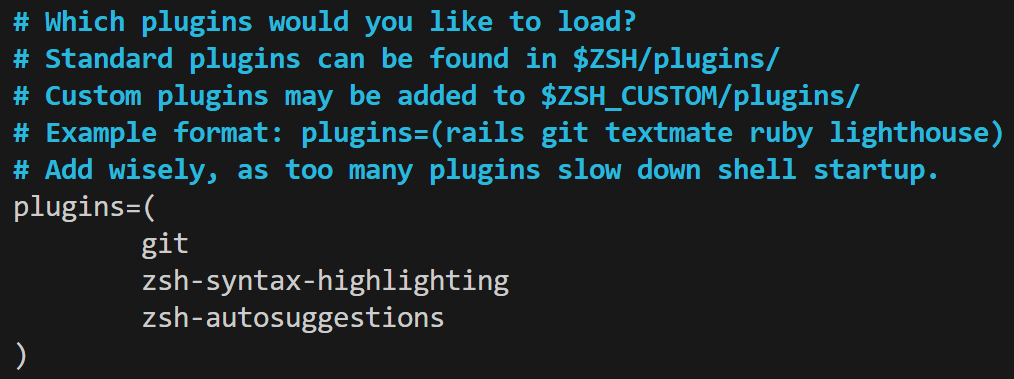 # Which plugins would you like to load?
# Standard plugins can be found in $ZSH/plugins/
# Custom plugins may be added to $ZSH_CUSTOM/plugins/
# Example format: plugins=(rails git textmate ruby lighthouse)
# Add wisely, as too many plugins slow down shell startup.
plugins=(
        git
        zsh-syntax-highlighting
        zsh-autosuggestions
)